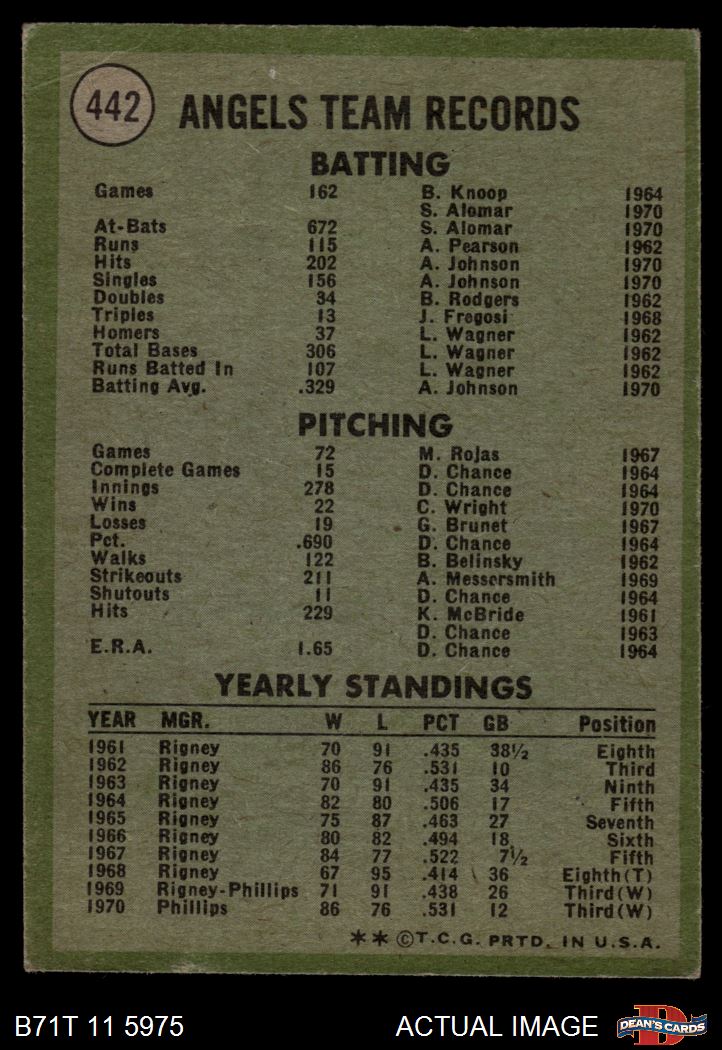 442
ANGELS TEAM RECORDS
BATTING
Games 162 B. Knoop 1964
S. Alomar 1970
At-Bats 672 S. Alomar 1970
Runs 115 A. Pearson 1962
Hits 202 A. Johnson 1970
Singles 156 A. Johnson 1970
Doubles 34 B. Rodgers 1962
Triples 13 J. Fregosi 1968
Homers 37 L. Wagner 1962
Total Bases 306 L. Wagner 1962
Runs Batted In 107 L. Wagner 1962
Batting Avg. .329 A. Johnson 1970
PITCHING
Games 72 M. Rojas 1967
Complete Games 15 D. Chance 1964
Innings 278 D. Chance 1964
Wins 22 C. Wright 1970
Losses 19 G. Brunet 1967
Pct. .690 D. Chance 1964
Walks 122 B. Belinsky 1962
Strikeouts 211 A. Messersmith 1969
Shutouts 11 D. Chance 1964
Hits 229 K. McBride 1961
D. Chance 1963
E.R.A. 1.65 D. Chance 1964
YEARLY STANDINGS
YEAR MGR. W L PCT GB Position
1961 Rigney 70 91 .435 38½ Eighth
1962 Rigney 86 76 .531 10 Third
1963 Rigney 70 91 .435 34 Ninth
1964 Rigney 82 80 .506 17 Fifth
1965 Rigney 75 87 .463 27 Seventh
1966 Rigney 80 82 .494 18 Sixth
1967 Rigney 84 77 .522 7½ Fifth
1968 Rigney 67 95 .414 36 Eighth(T)
1969 Rigney-Phillips 71 91 .438 26 Third(W)
1970 Phillips 86 76 .531 12 Third(W)
** ©T.C.G. PRTD. IN U.S.A.
B71T 11 5975 ACTUAL IMAGE
D
DEAN'S CARDS